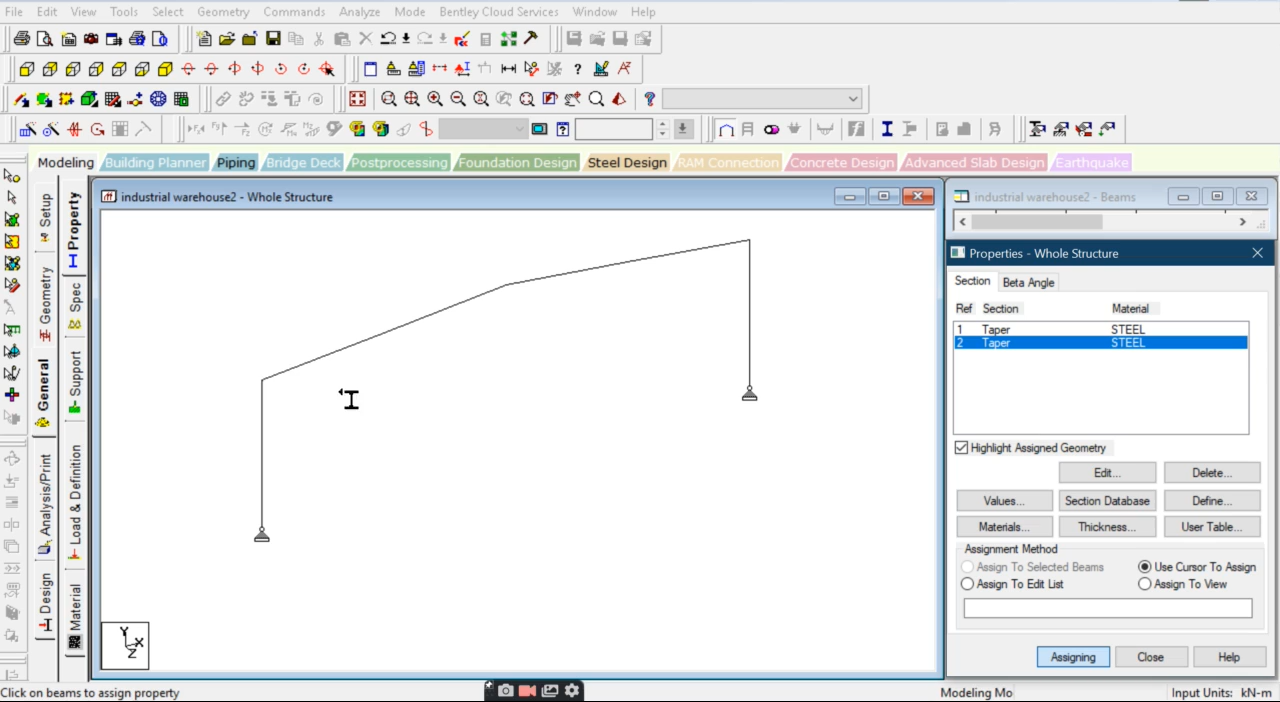 File Edit View Tools Select Geometry Commands Analyze Mode Bentley Cloud Services Window Help
Modeling Building Planner Piping Bridge Deck Postprocessing Foundation Design Steel Design RAM Connection Concrete Design Advanced Slab Design Earthquake
Setup
Geometry
General
Analysis/Print
Design
Property
Spec
Support
Load & Definition
Material
industrial warehouse2 - Whole Structure
Y
X
Z
industrial warehouse2 - Beams
Properties - Whole Structure
Section Beta Angle
Ref Section Material
1 Taper STEEL
2 Taper STEEL
Highlight Assigned Geometry
Edit... Delete...
Values... Section Database Define...
Materials... Thickness... User Table...
Assignment Method
Assign To Selected Beams Use Cursor To Assign
Assign To Edit List Assign To View
Assigning Close Help
Click on beams to assign property Modeling Mo Input Units: kN-m